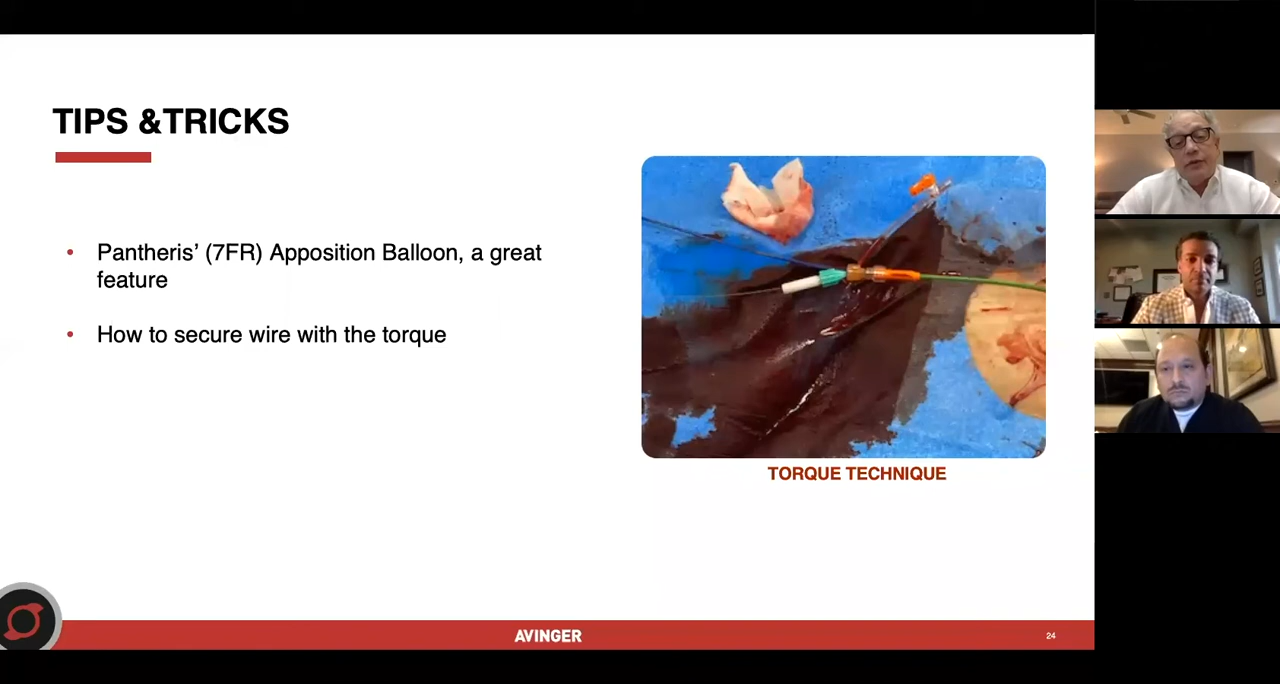 TIPS &TRICKS
Pantheris’ (7FR) Apposition Balloon, a great
feature
How to secure wire with the torque
TORQUE TECHNIQUE
AVINGER
24